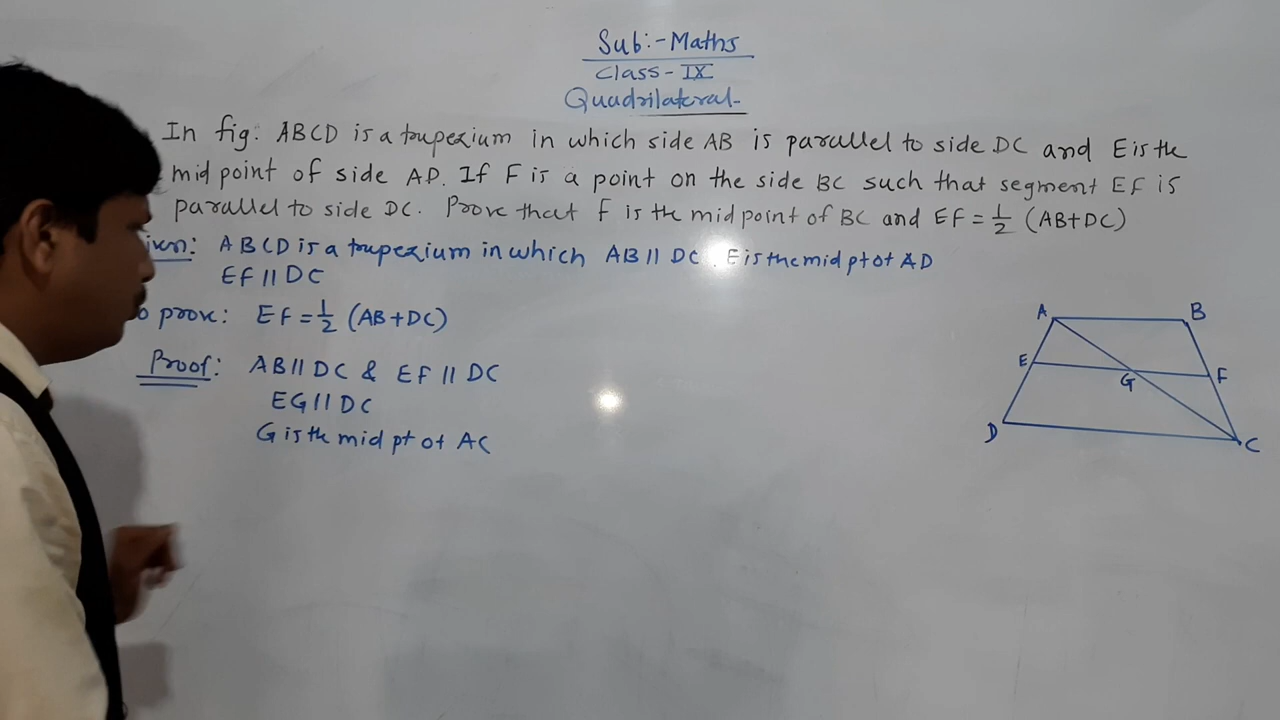 Sub:- Maths
Class - IX
Quadrilateral-
In fig: ABCD is a trupezium in which side AB is parallel to side DC and E is the
mid point of side AD. If F is a point on the side BC such that segment EF is
parallel to side DC. Prove that F is the mid point of BC and EF = 1/2 (AB+DC)
iven: ABCD is a trupezium in which AB || DC. E is the mid pt of AD
EF || DC
o prove: EF = 1/2 (AB+DC)
Proof: AB || DC & EF || DC
EG || DC
G is the mid pt of AC
A B
E G F
D C